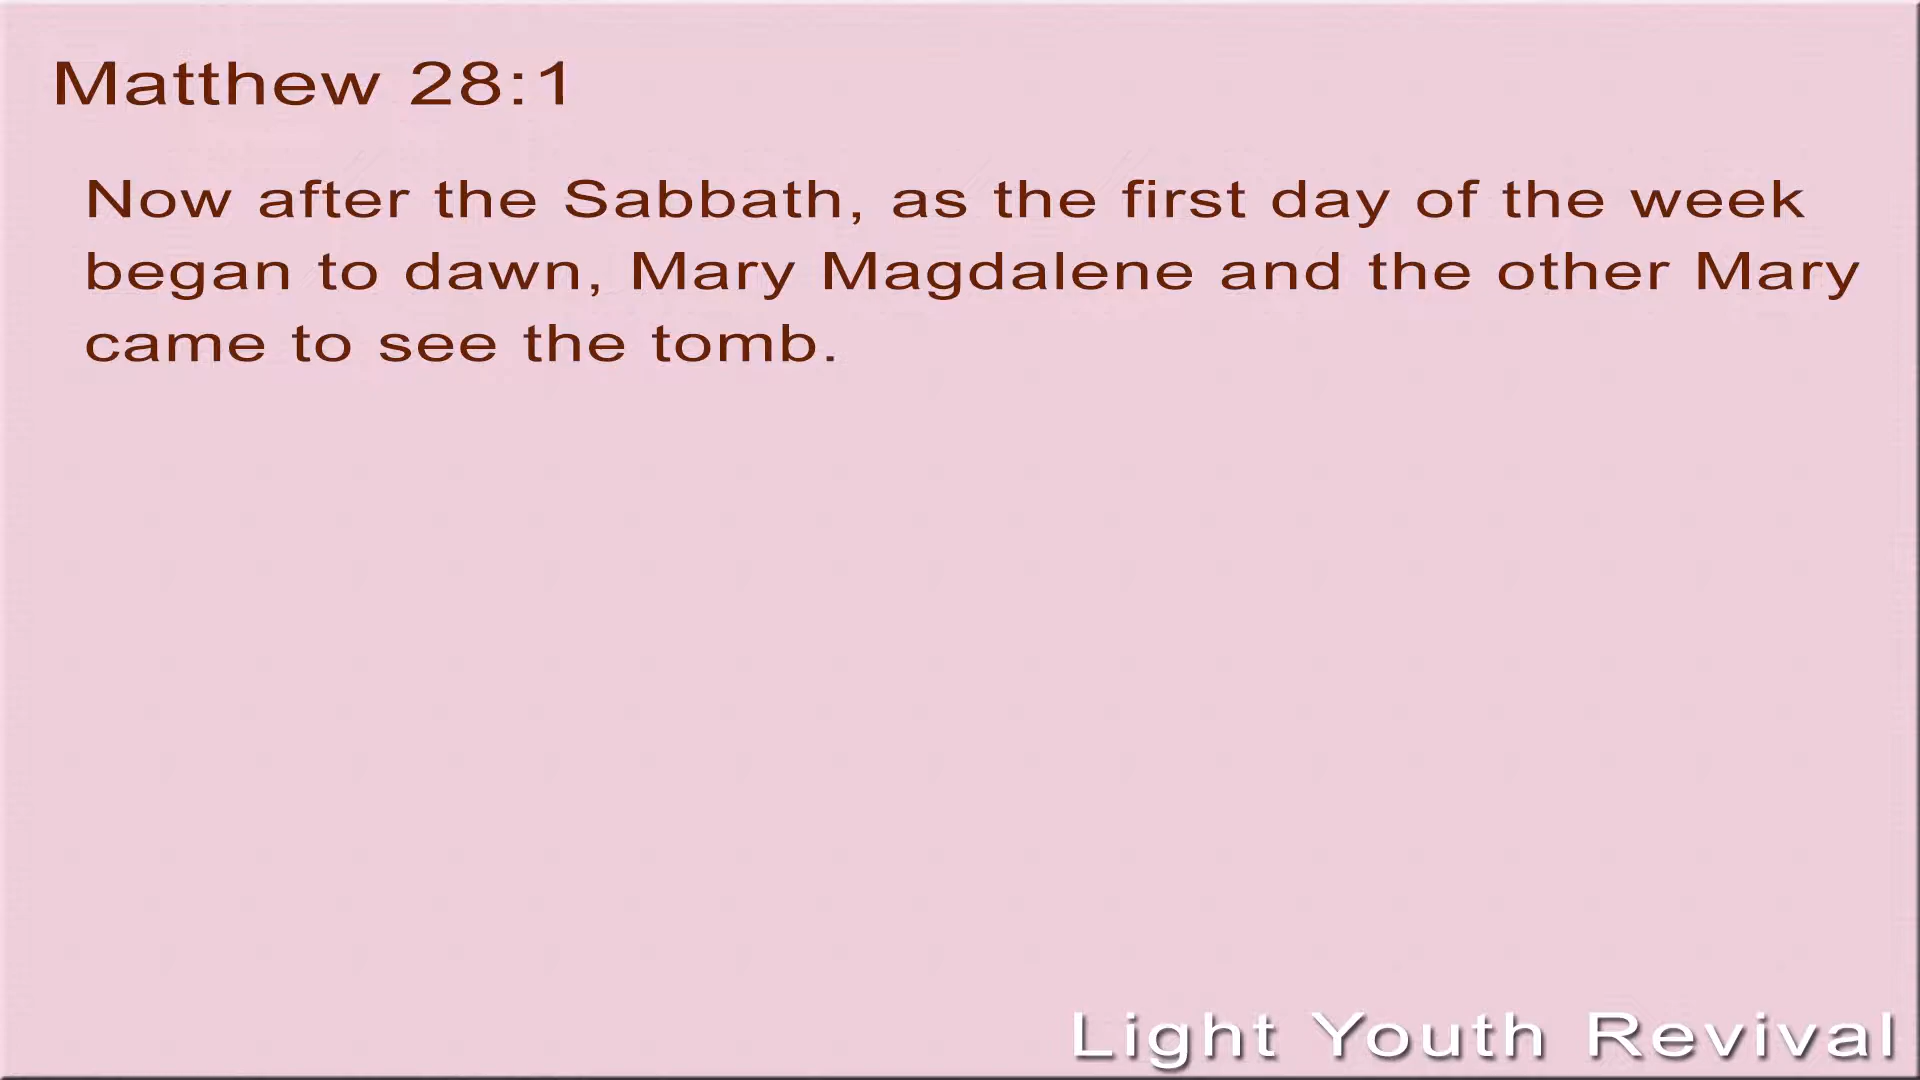 Matthew 28:1
Now after the Sabbath, as the first day of the week
began to dawn, Mary Magdalene and the other Mary
came to see the tomb.
Light Youth Revival